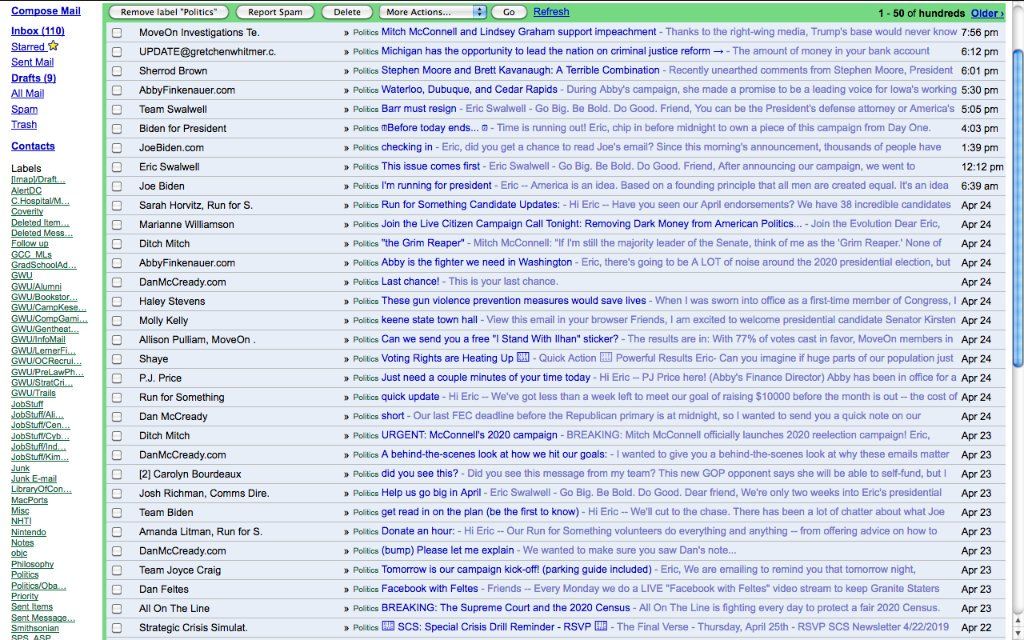 Compose Mail
Inbox (110)
Starred
Sent Mail
Drafts (9)
All Mail
Spam
Trash
Contacts
Labels
[Imap]/Draft...
AlertDC
C.Hospital/M...
Coverity
Deleted Item...
Deleted Mess...
Follow up
GCC_MLs
GradSchoolAd...
GWU
GWU/Alumni
GWU/Bookstor...
GWU/CampKese...
GWU/CompGami...
GWU/Gentheat...
GWU/InfoMail
GWU/LernerFi...
GWU/OCRecrui...
GWU/PreLawPh...
GWU/StratCri...
GWU/Trails
JobStuff
JobStuff/Ali...
JobStuff/Cen...
JobStuff/Cyb...
JobStuff/Ind...
JobStuff/Kim...
Junk
Junk E-mail
LibraryOfCon...
MacPorts
Misc
NHTI
Nintendo
Notes
objc
Philosophy
Politics
Politics/Oba...
Priority
Sent Items
Sent Message...
Smithsonian
SPS_ASP
Remove label "Politics" Report Spam Delete More Actions... Go Refresh 1 - 50 of hundreds Older ›
MoveOn Investigations Te. » Politics Mitch McConnell and Lindsey Graham support impeachment - Thanks to the right-wing media, Trump's base would never know 7:56 pm
UPDATE@gretchenwhitmer.c. » Politics Michigan has the opportunity to lead the nation on criminal justice reform → - The amount of money in your bank account 6:12 pm
Sherrod Brown » Politics Stephen Moore and Brett Kavanaugh: A Terrible Combination - Recently unearthed comments from Stephen Moore, President 6:01 pm
AbbyFinkenauer.com » Politics Waterloo, Dubuque, and Cedar Rapids - During Abby's campaign, she made a promise to be a leading voice for Iowa's working 5:30 pm
Team Swalwell » Politics Barr must resign - Eric Swalwell - Go Big. Be Bold. Do Good. Friend, You can be the President's defense attorney or America's 5:05 pm
Biden for President » Politics Before today ends... - Time is running out! Eric, chip in before midnight to own a piece of this campaign from Day One. 4:03 pm
JoeBiden.com » Politics checking in - Eric, did you get a chance to read Joe's email? Since this morning's announcement, thousands of people have 1:39 pm
Eric Swalwell » Politics This issue comes first - Eric Swalwell - Go Big. Be Bold. Do Good. Friend, After announcing our campaign, we went to 12:12 pm
Joe Biden » Politics I'm running for president - Eric -- America is an idea. Based on a founding principle that all men are created equal. It's an idea 6:39 am
Sarah Horvitz, Run for S. » Politics Run for Something Candidate Updates: - Hi Eric -- Have you seen our April endorsements? We have 38 incredible candidates Apr 24
Marianne Williamson » Politics Join the Live Citizen Campaign Call Tonight: Removing Dark Money from American Politics... - Join the Evolution Dear Eric, Apr 24
Ditch Mitch » Politics "the Grim Reaper" - Mitch McConnell: "If I'm still the majority leader of the Senate, think of me as the 'Grim Reaper.' None of Apr 24
AbbyFinkenauer.com » Politics Abby is the fighter we need in Washington - Eric, there's going to be A LOT of noise around the 2020 presidential election, but Apr 24
DanMcCready.com » Politics Last chance! - This is your last chance. Apr 24
Haley Stevens » Politics These gun violence prevention measures would save lives - When I was sworn into office as a first-time member of Congress, I Apr 24
Molly Kelly » Politics keene state town hall - View this email in your browser Friends, I am excited to welcome presidential candidate Senator Kirsten Apr 24
Allison Pulliam, MoveOn . » Politics Can we send you a free "I Stand With Ilhan" sticker? - The results are in: With 77% of votes cast in favor, MoveOn members in Apr 24
Shaye » Politics Voting Rights are Heating Up - Quick Action Powerful Results Eric- Can you imagine if huge parts of our population just Apr 24
P.J. Price » Politics Just need a couple minutes of your time today - Hi Eric -- PJ Price here! (Abby's Finance Director) Abby has been in office for a Apr 24
Run for Something » Politics quick update - Hi Eric -- We've got less than a week left to meet our goal of raising $10000 before the month is out -- the cost of Apr 24
Dan McCready » Politics short - Our last FEC deadline before the Republican primary is at midnight, so I wanted to send you a quick note on our Apr 24
Ditch Mitch » Politics URGENT: McConnell's 2020 campaign - BREAKING: Mitch McConnell officially launches 2020 reelection campaign! Eric, Apr 23
DanMcCready.com » Politics A behind-the-scenes look at how we hit our goals: - I wanted to give you a behind-the-scenes look at why these emails matter Apr 23
[2] Carolyn Bourdeaux » Politics did you see this? - Did you see this message from my team? This new GOP opponent says she will be able to self-fund, but I Apr 23
Josh Richman, Comms Dire. » Politics Help us go big in April - Eric Swalwell - Go Big. Be Bold. Do Good. Dear friend, We're only two weeks into Eric's presidential Apr 23
Team Biden » Politics get read in on the plan (be the first to know) - Hi Eric -- We'll cut to the chase. There has been a lot of chatter about what Joe Apr 23
Amanda Litman, Run for S. » Politics Donate an hour: - Hi Eric -- Our Run for Something volunteers do everything and anything -- from offering advice on how to Apr 23
DanMcCready.com » Politics (bump) Please let me explain - We wanted to make sure you saw Dan's note... Apr 23
Team Joyce Craig » Politics Tomorrow is our campaign kick-off! (parking guide included) - Eric, We are emailing to remind you that tomorrow night, Apr 23
Dan Feltes » Politics Facebook with Feltes - Friends -- Every Monday we do a LIVE "Facebook with Feltes" video stream to keep Granite Staters Apr 23
All On The Line » Politics BREAKING: The Supreme Court and the 2020 Census - All On The Line is fighting every day to protect a fair 2020 Census. Apr 23
Strategic Crisis Simulat. » Politics SCS: Special Crisis Drill Reminder - RSVP - The Final Verse - Thursday, April 25th - RSVP SCS Newsletter 4/22/2019 Apr 22